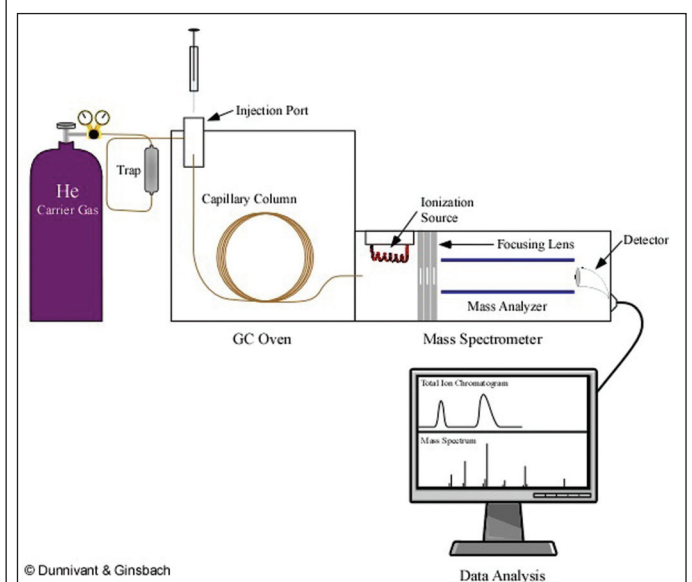 Injection Port
Trap
He
Carrier Gas
Capillary Column
Ionization
Source
Focusing Lens
Detector
Mass Analyzer
GC Oven
Mass Spectrometer
Total Ion Chromatogram
Mass Spectrum
© Dunnivant & Ginsbach
Data Analysis